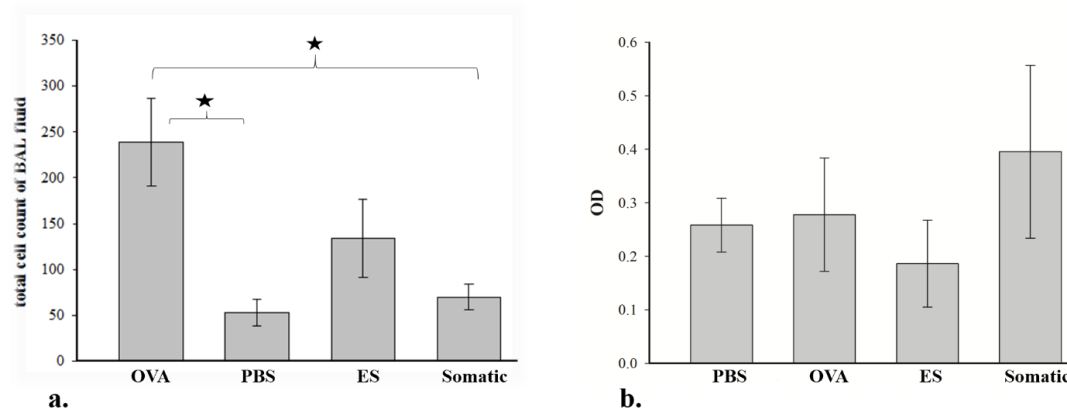 350
300
250
200
150
100
50
0
total cell count of BAL fluid
OVA PBS ES Somatic
a.
0.6
0.5
0.4
0.3
0.2
0.1
0.0
OD
PBS OVA ES Somatic
b.